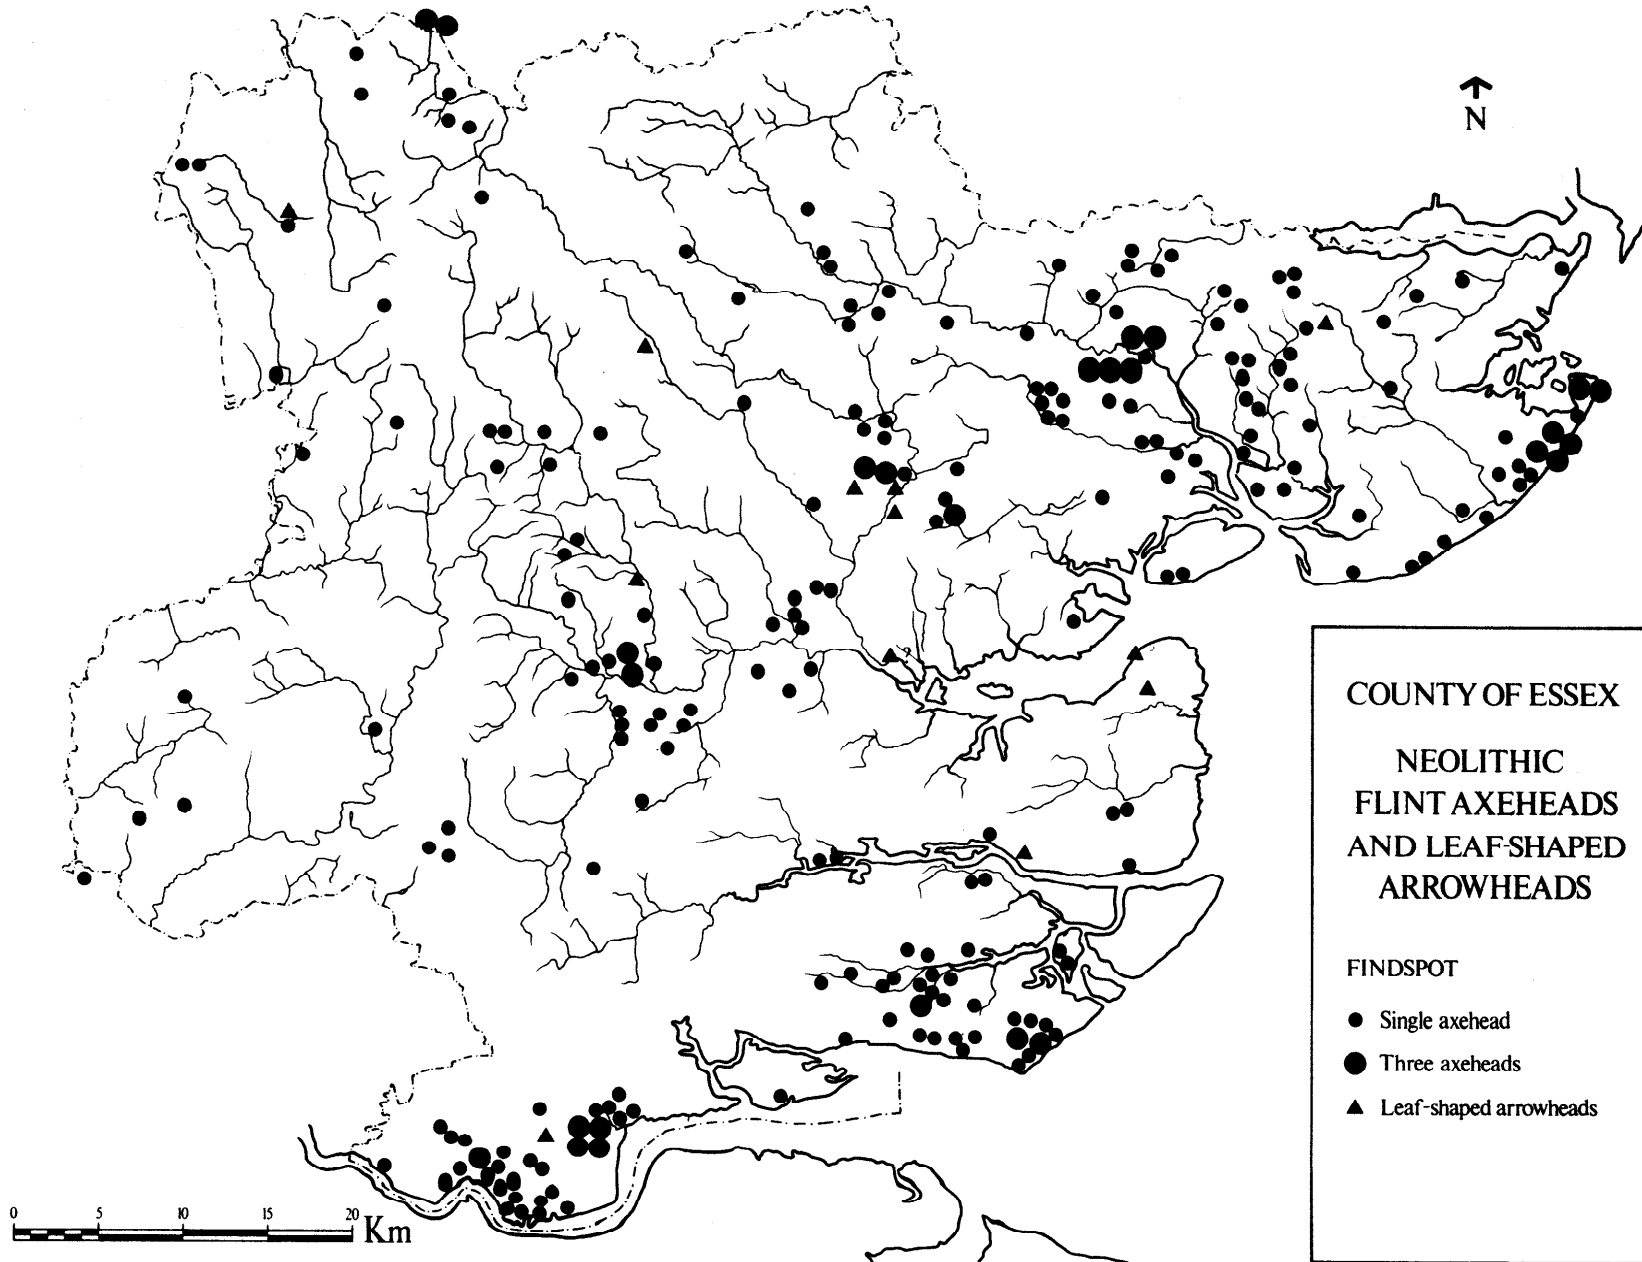 N
COUNTY OF ESSEX
NEOLITHIC
FLINT AXEHEADS
AND LEAF-SHAPED
ARROWHEADS
FINDSPOT
Single axehead
Three axeheads
Leaf-shaped arrowheads
0 5 10 15 20 Km